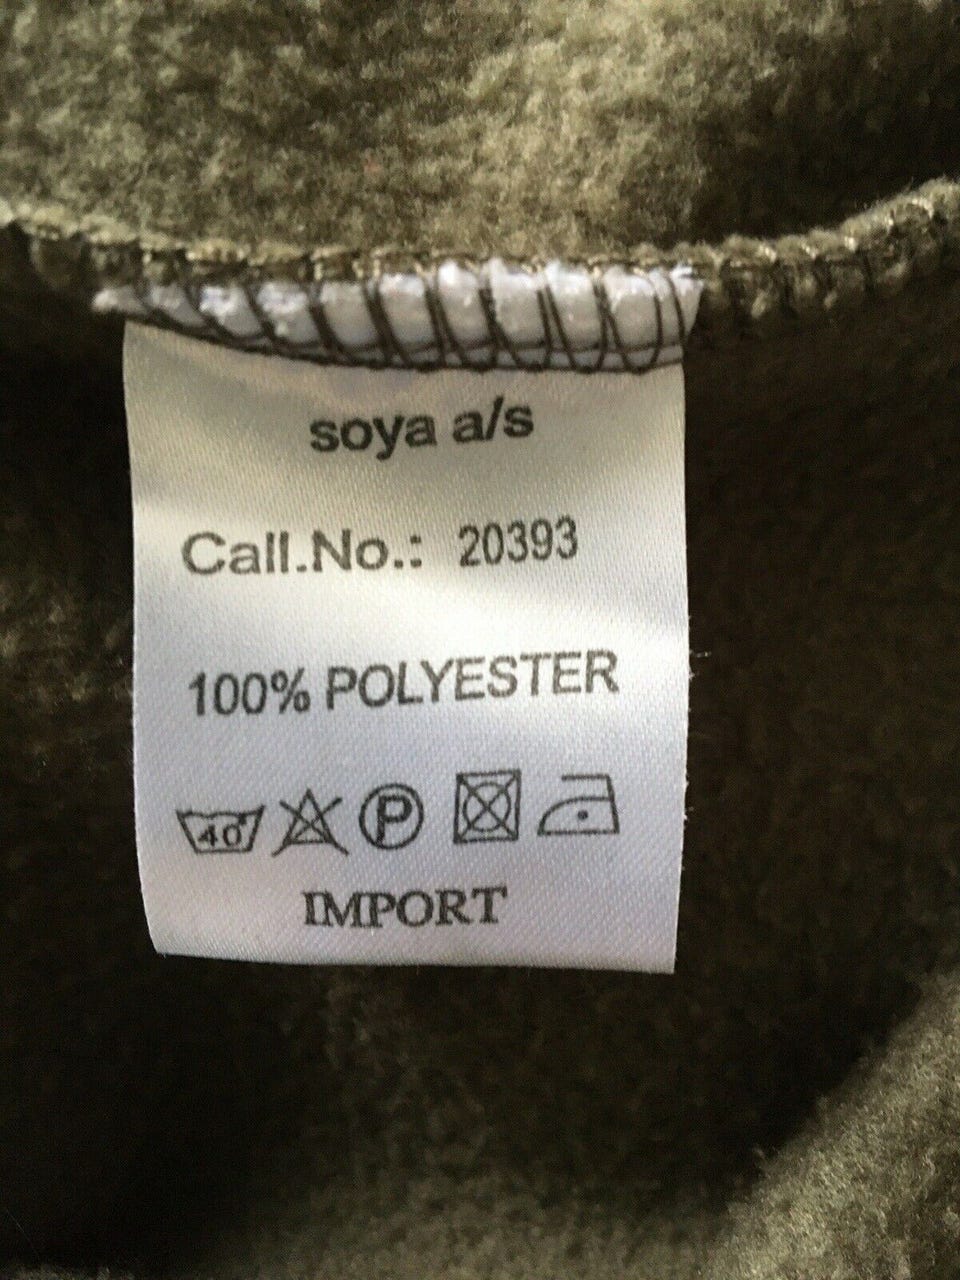 soya a/s
Call.No.: 20393
100% POLYESTER
40° P
IMPORT